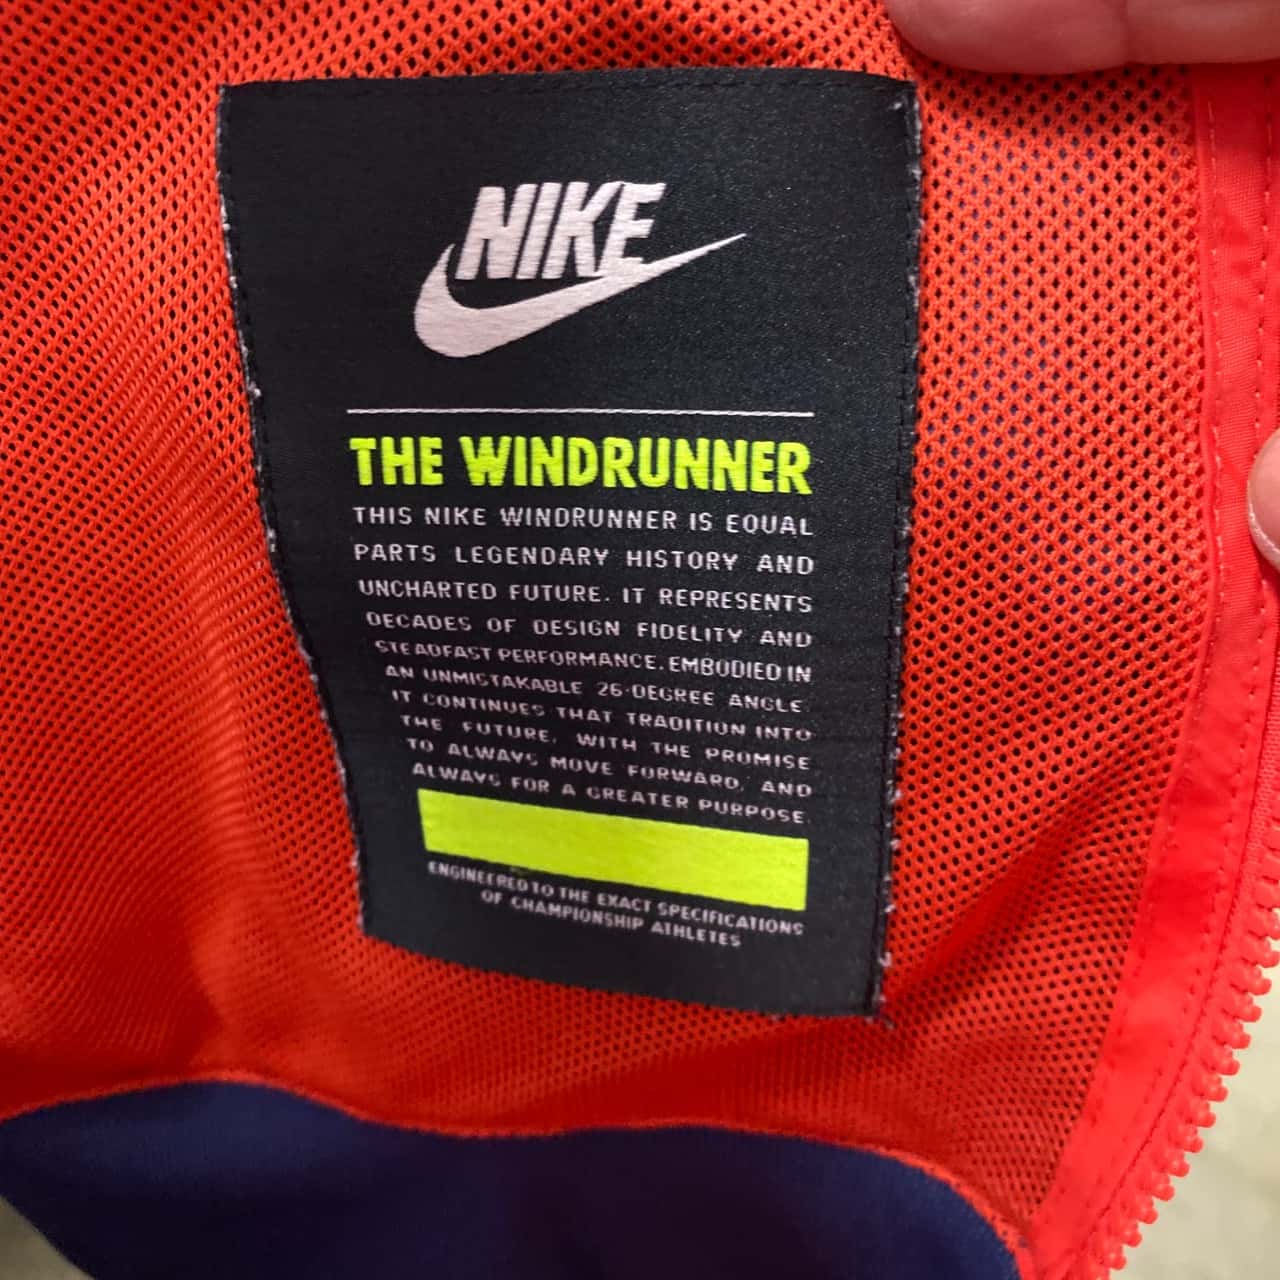 NIKE
THE WINDRUNNER
THIS NIKE WINDRUNNER IS EQUAL
PARTS LEGENDARY HISTORY AND
UNCHARTED FUTURE. IT REPRESENTS
DECADES OF DESIGN FIDELITY AND
STEADFAST PERFORMANCE. EMBODIED IN
AN UNMISTAKABLE 26-DEGREE ANGLE.
IT CONTINUES THAT TRADITION INTO
THE FUTURE, WITH THE PROMISE
TO ALWAYS MOVE FORWARD, AND
ALWAYS FOR A GREATER PURPOSE.
ENGINEERED TO THE EXACT SPECIFICATIONS
OF CHAMPIONSHIP ATHLETES